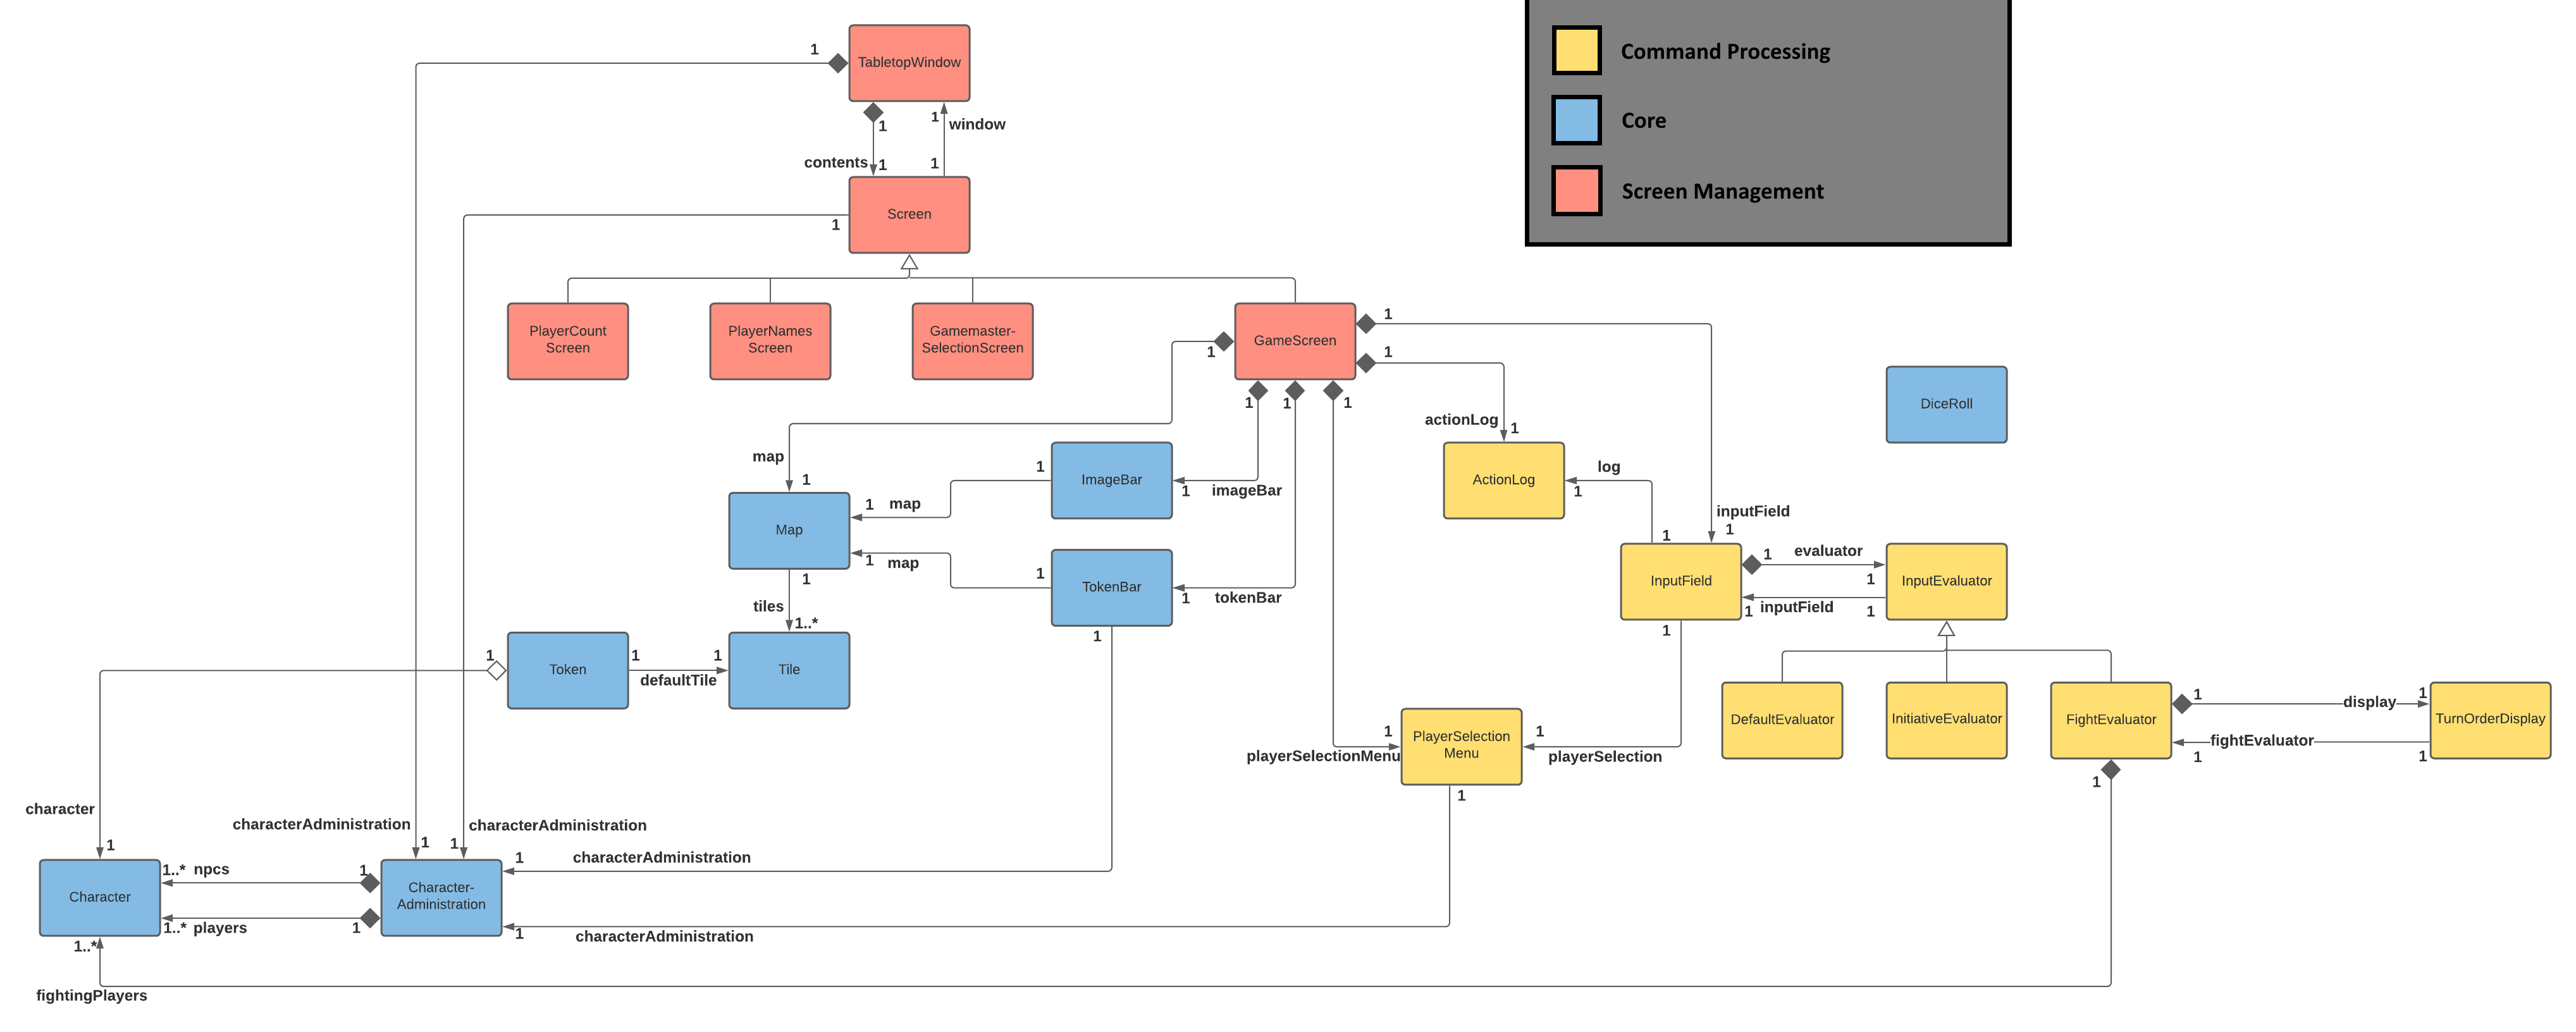 1
TabletopWindow
Command Processing
1
1
window
contents
1
1
Core
Screen Management
Screen
1
PlayerCount
Screen
PlayerNames
Screen
Gamemaster-
SelectionScreen
GameScreen
1
1
1
1
1
1
DiceRoll
actionLog
1
map
1
ImageBar
1
imageBar
1
map
1
Map
1
ActionLog
log
1
inputField
1
1
map
1
1
TokenBar
1
tokenBar
1
InputField
1
evaluator
1
InputEvaluator
1
inputField
1
1
tiles
1..*
1
1
Token
1
defaultTile
1
Tile
DefaultEvaluator
InitiativeEvaluator
FightEvaluator
1
display
1
TurnOrderDisplay
fightEvaluator
1
1
1
playerSelectionMenu
1
PlayerSelection
Menu
1
playerSelection
1
1
character
1
characterAdministration
1
1
characterAdministration
1
characterAdministration
1..*
npcs
1
Character
Character-
Administration
1..*
players
1
1
characterAdministration
1..*
fightingPlayers